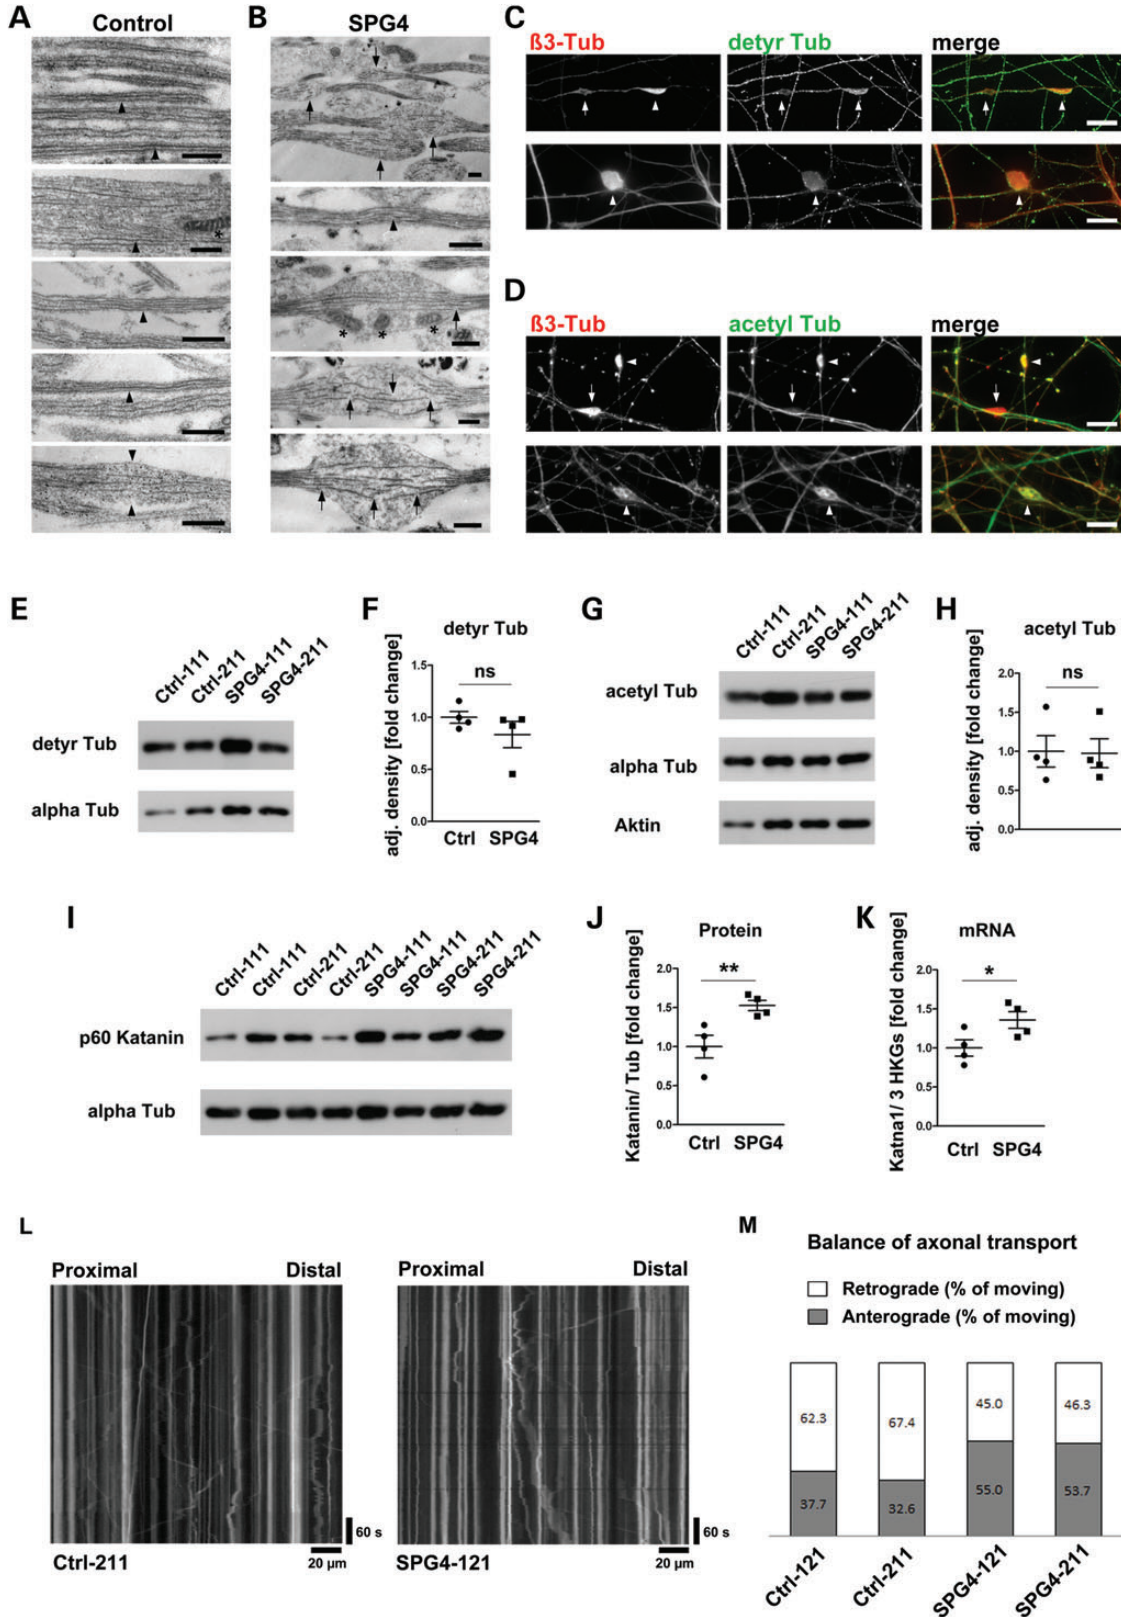 A
Control
B
SPG4
C
ß3-Tub
detyr Tub
merge
D
ß3-Tub
acetyl Tub
merge
E
Ctrl-111
Ctrl-211
SPG4-111
SPG4-211
detyr Tub
alpha Tub
F
detyr Tub
adj. density [fold change]
1.5
1.0
0.5
0.0
ns
Ctrl
SPG4
G
Ctrl-111
Ctrl-211
SPG4-111
SPG4-211
acetyl Tub
alpha Tub
Aktin
H
acetyl Tub
adj. density [fold change]
2.0
1.5
1.0
0.5
0.0
ns
I
Ctrl-111
Ctrl-111
Ctrl-211
Ctrl-211
SPG4-111
SPG4-111
SPG4-211
SPG4-211
p60 Katanin
alpha Tub
J
Protein
Katanin/ Tub [fold change]
2.0
1.5
1.0
0.5
0.0
**
Ctrl
SPG4
K
mRNA
Katna1/ 3 HKGs [fold change]
2.0
1.5
1.0
0.5
0.0
*
Ctrl
SPG4
L
Proximal
Distal
60 s
20 µm
Ctrl-211
Proximal
Distal
60 s
20 µm
SPG4-121
M
Balance of axonal transport
Retrograde (% of moving)
Anterograde (% of moving)
62.3
67.4
45.0
46.3
37.7
32.6
55.0
53.7
Ctrl-121
Ctrl-211
SPG4-121
SPG4-211